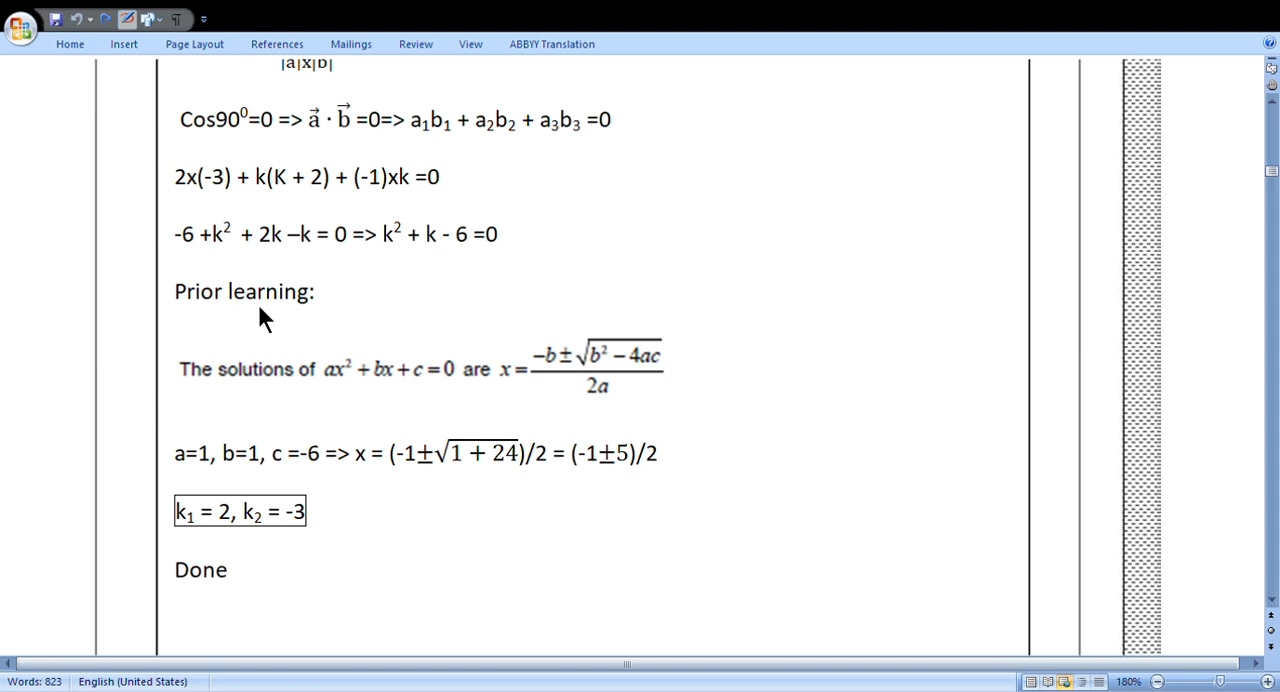 Home Insert Page Layout References Mailings Review View ABBYY Translation
|a|x|b|
Cos90⁰=0 => a⃗ · b⃗ =0=> a₁b₁ + a₂b₂ + a₃b₃ =0
2x(-3) + k(K + 2) + (-1)xk =0
-6 +k² + 2k –k = 0 => k² + k - 6 =0
Prior learning:
The solutions of ax² + bx + c = 0 are x = (−b ± √(b² − 4ac)) / 2a
a=1, b=1, c =-6 => x = (-1±√1 + 24)/2 = (-1±5)/2
k₁ = 2, k₂ = -3
Done
Words: 823 English (United States) 180%